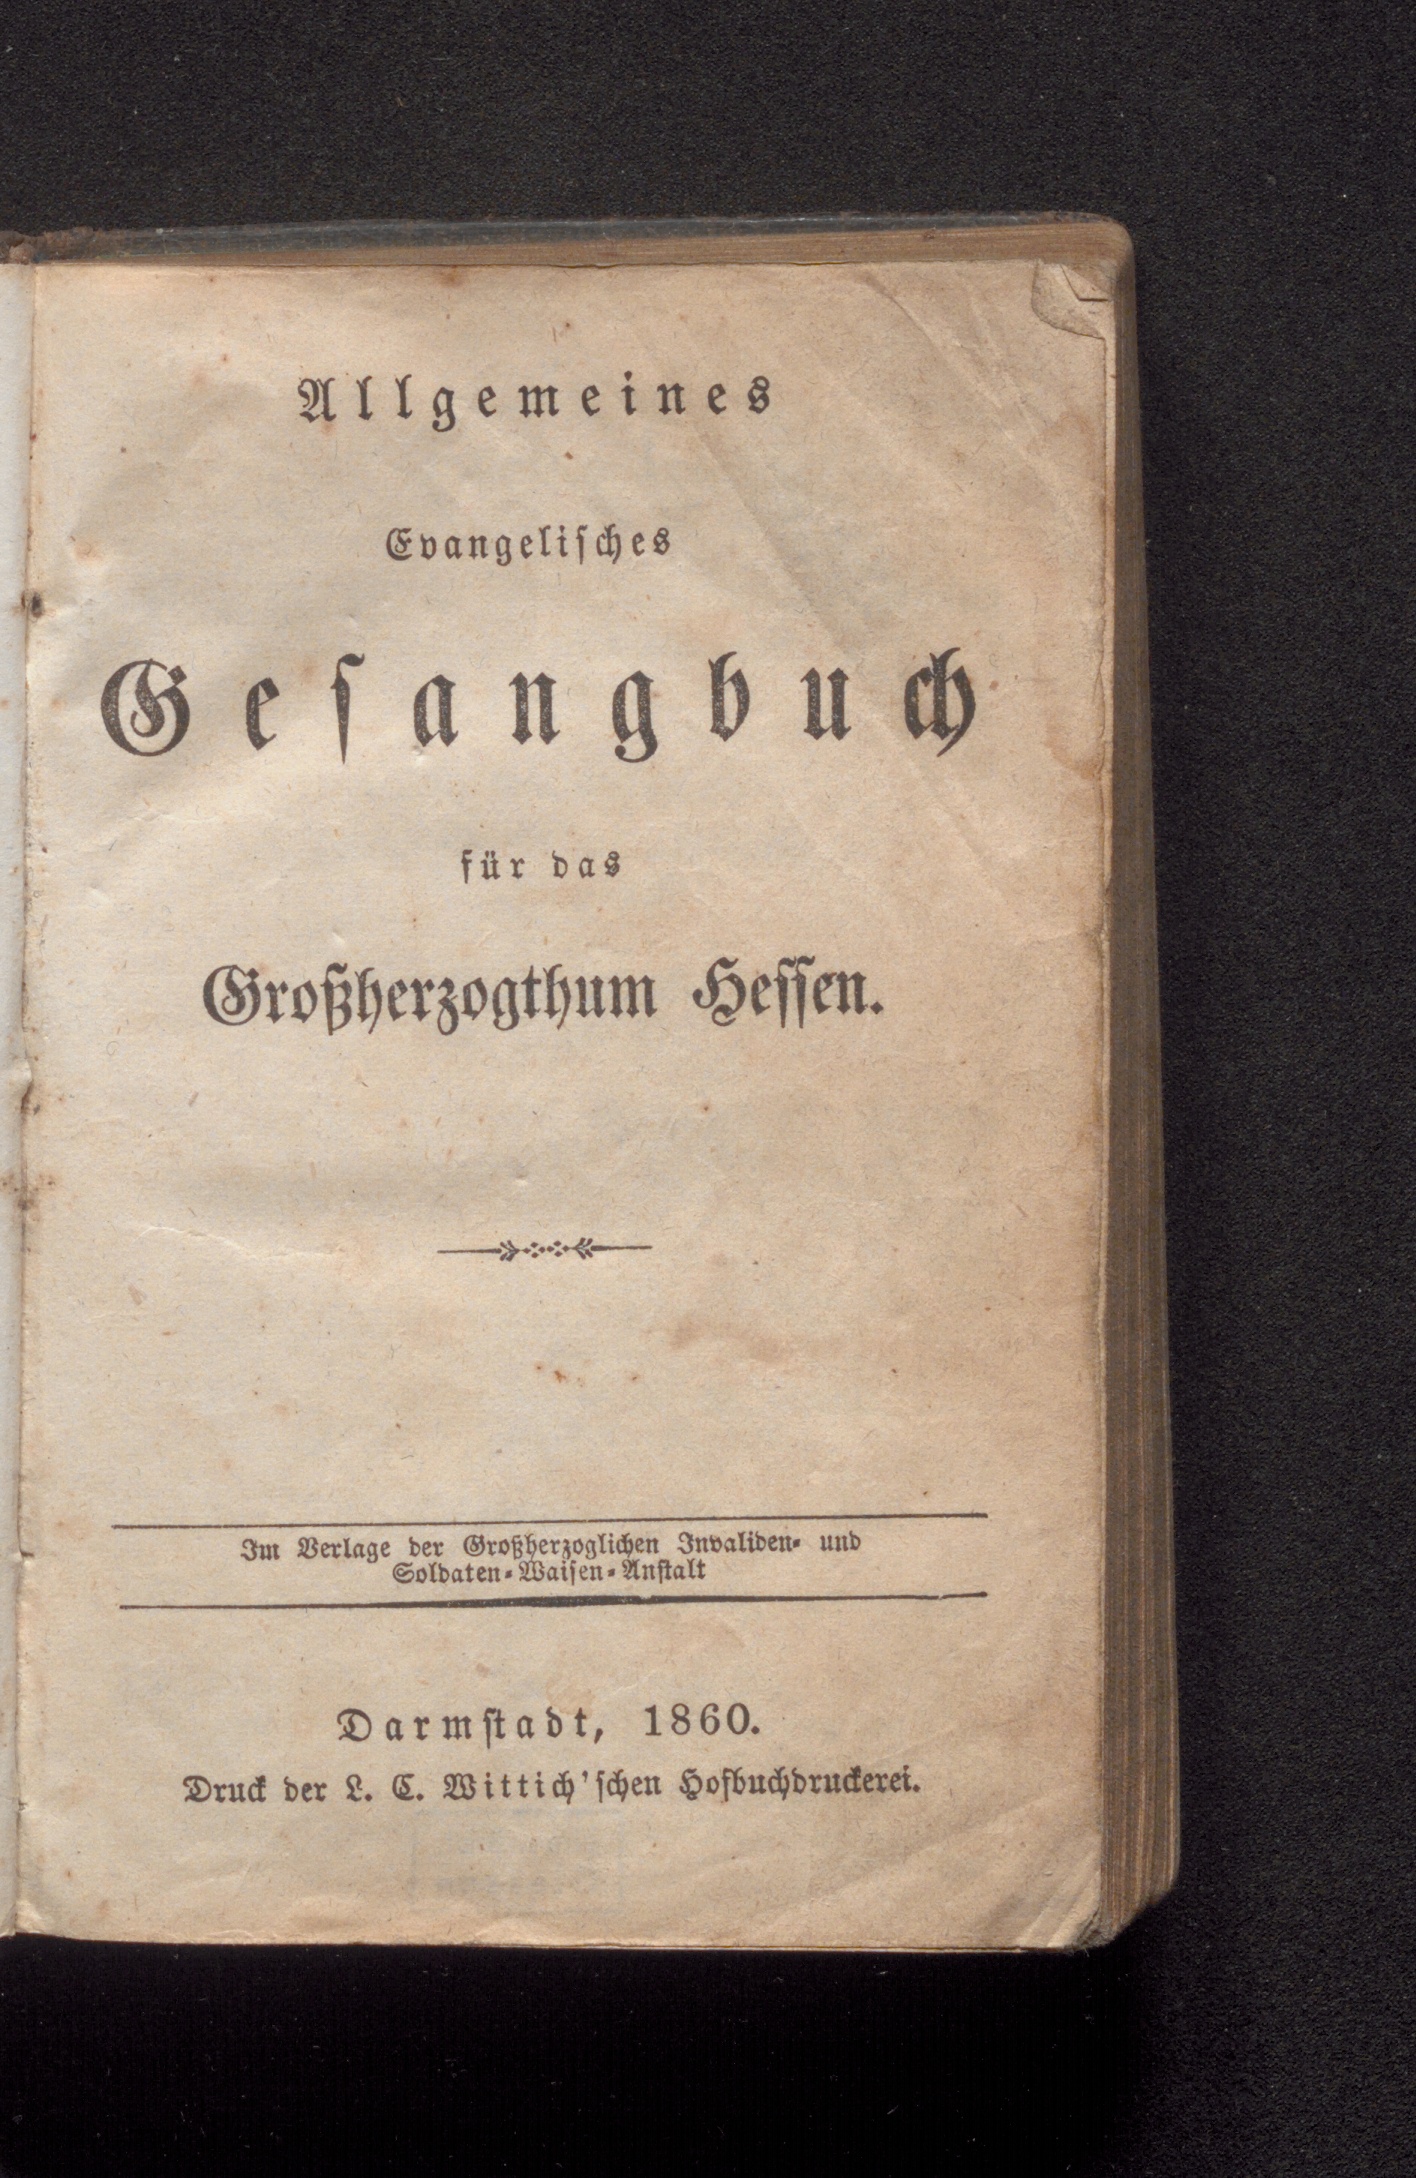 Allgemeines
Evangelisches
Gesangbuch
für das
Großherzogthum Hessen.
Im Verlage der Großherzoglichen Invaliden- und
Soldaten-Waisen-Anstalt
Darmstadt, 1860.
Druck der L. C. Wittich'schen Hofbuchdruckerei.